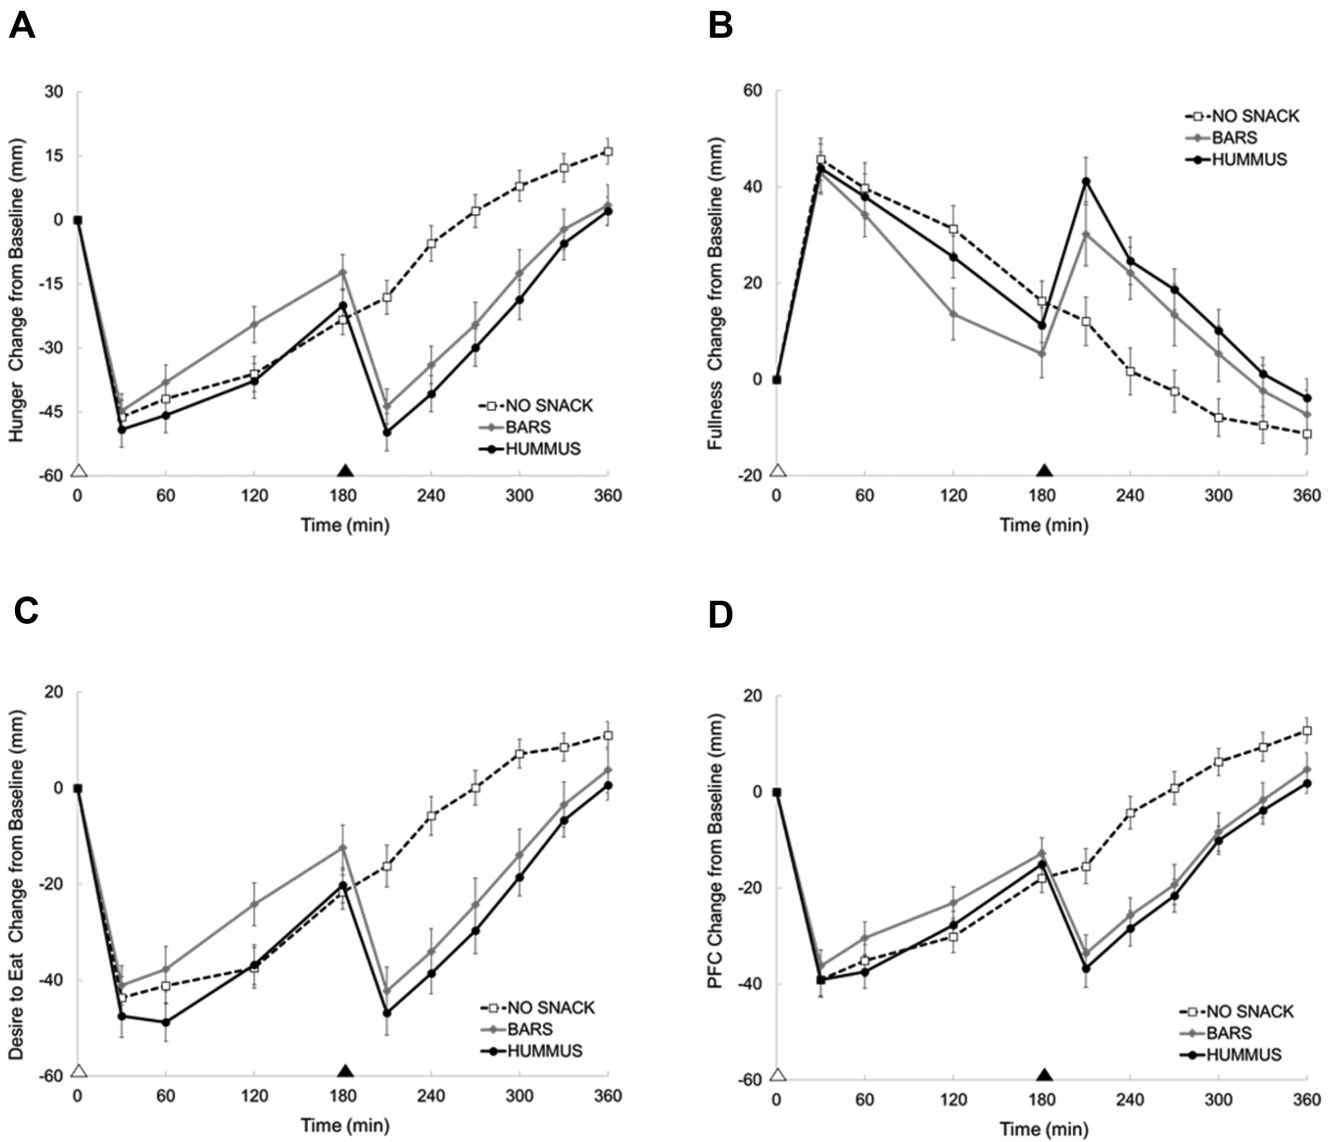 A
Hunger  Change from Baseline (mm)
30
15
0
-15
-30
-45
-60
NO SNACK
BARS
HUMMUS
0 60 120 180 240 300 360
Time (min)
B
Fullness  Change from Baseline (mm)
60
40
20
0
-20
NO SNACK
BARS
HUMMUS
0 60 120 180 240 300 360
Time (min)
C
Desire to Eat  Change from Baseline (mm)
20
0
-20
-40
-60
NO SNACK
BARS
HUMMUS
0 60 120 180 240 300 360
Time (min)
D
PFC Change from Baseline (mm)
20
0
-20
-40
-60
NO SNACK
BARS
HUMMUS
0 60 120 180 240 300 360
Time (min)